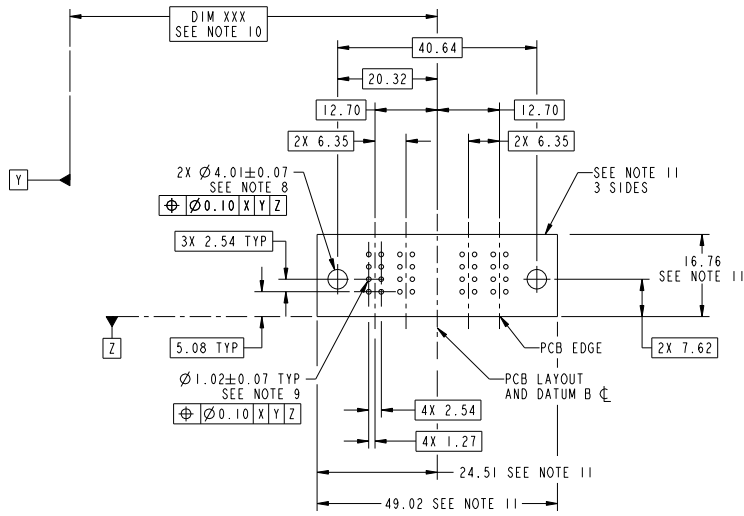 DIM XXX
SEE NOTE 10
40.64
20.32
12.70
12.70
2X 6.35
2X 6.35
Y
2X Ø4.01±0.07
SEE NOTE 8
⌖ Ø0.10 X Y Z
SEE NOTE 11
3 SIDES
3X 2.54 TYP
16.76
SEE NOTE 11
Z
5.08 TYP
PCB EDGE
2X 7.62
Ø1.02±0.07 TYP
SEE NOTE 9
⌖ Ø0.10 X Y Z
PCB LAYOUT
AND DATUM B ℄
4X 2.54
4X 1.27
24.51 SEE NOTE 11
49.02 SEE NOTE 11